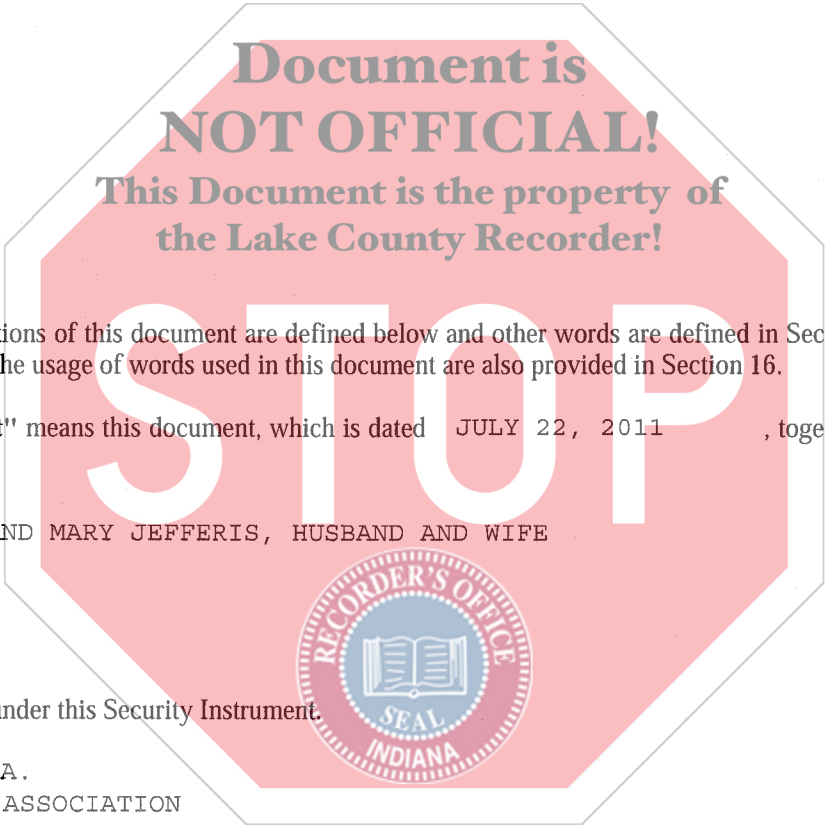 Document is
NOT OFFICIAL!
This Document is the property of
the Lake County Recorder!
STOP
tions of this document are defined below and other words are defined in Sec
he usage of words used in this document are also provided in Section 16.
t" means this document, which is dated JULY 22, 2011 , toge
ND MARY JEFFERIS, HUSBAND AND WIFE
RECORDER'S OFFICE
SEAL
INDIANA
under this Security Instrument.
A.
ASSOCIATION